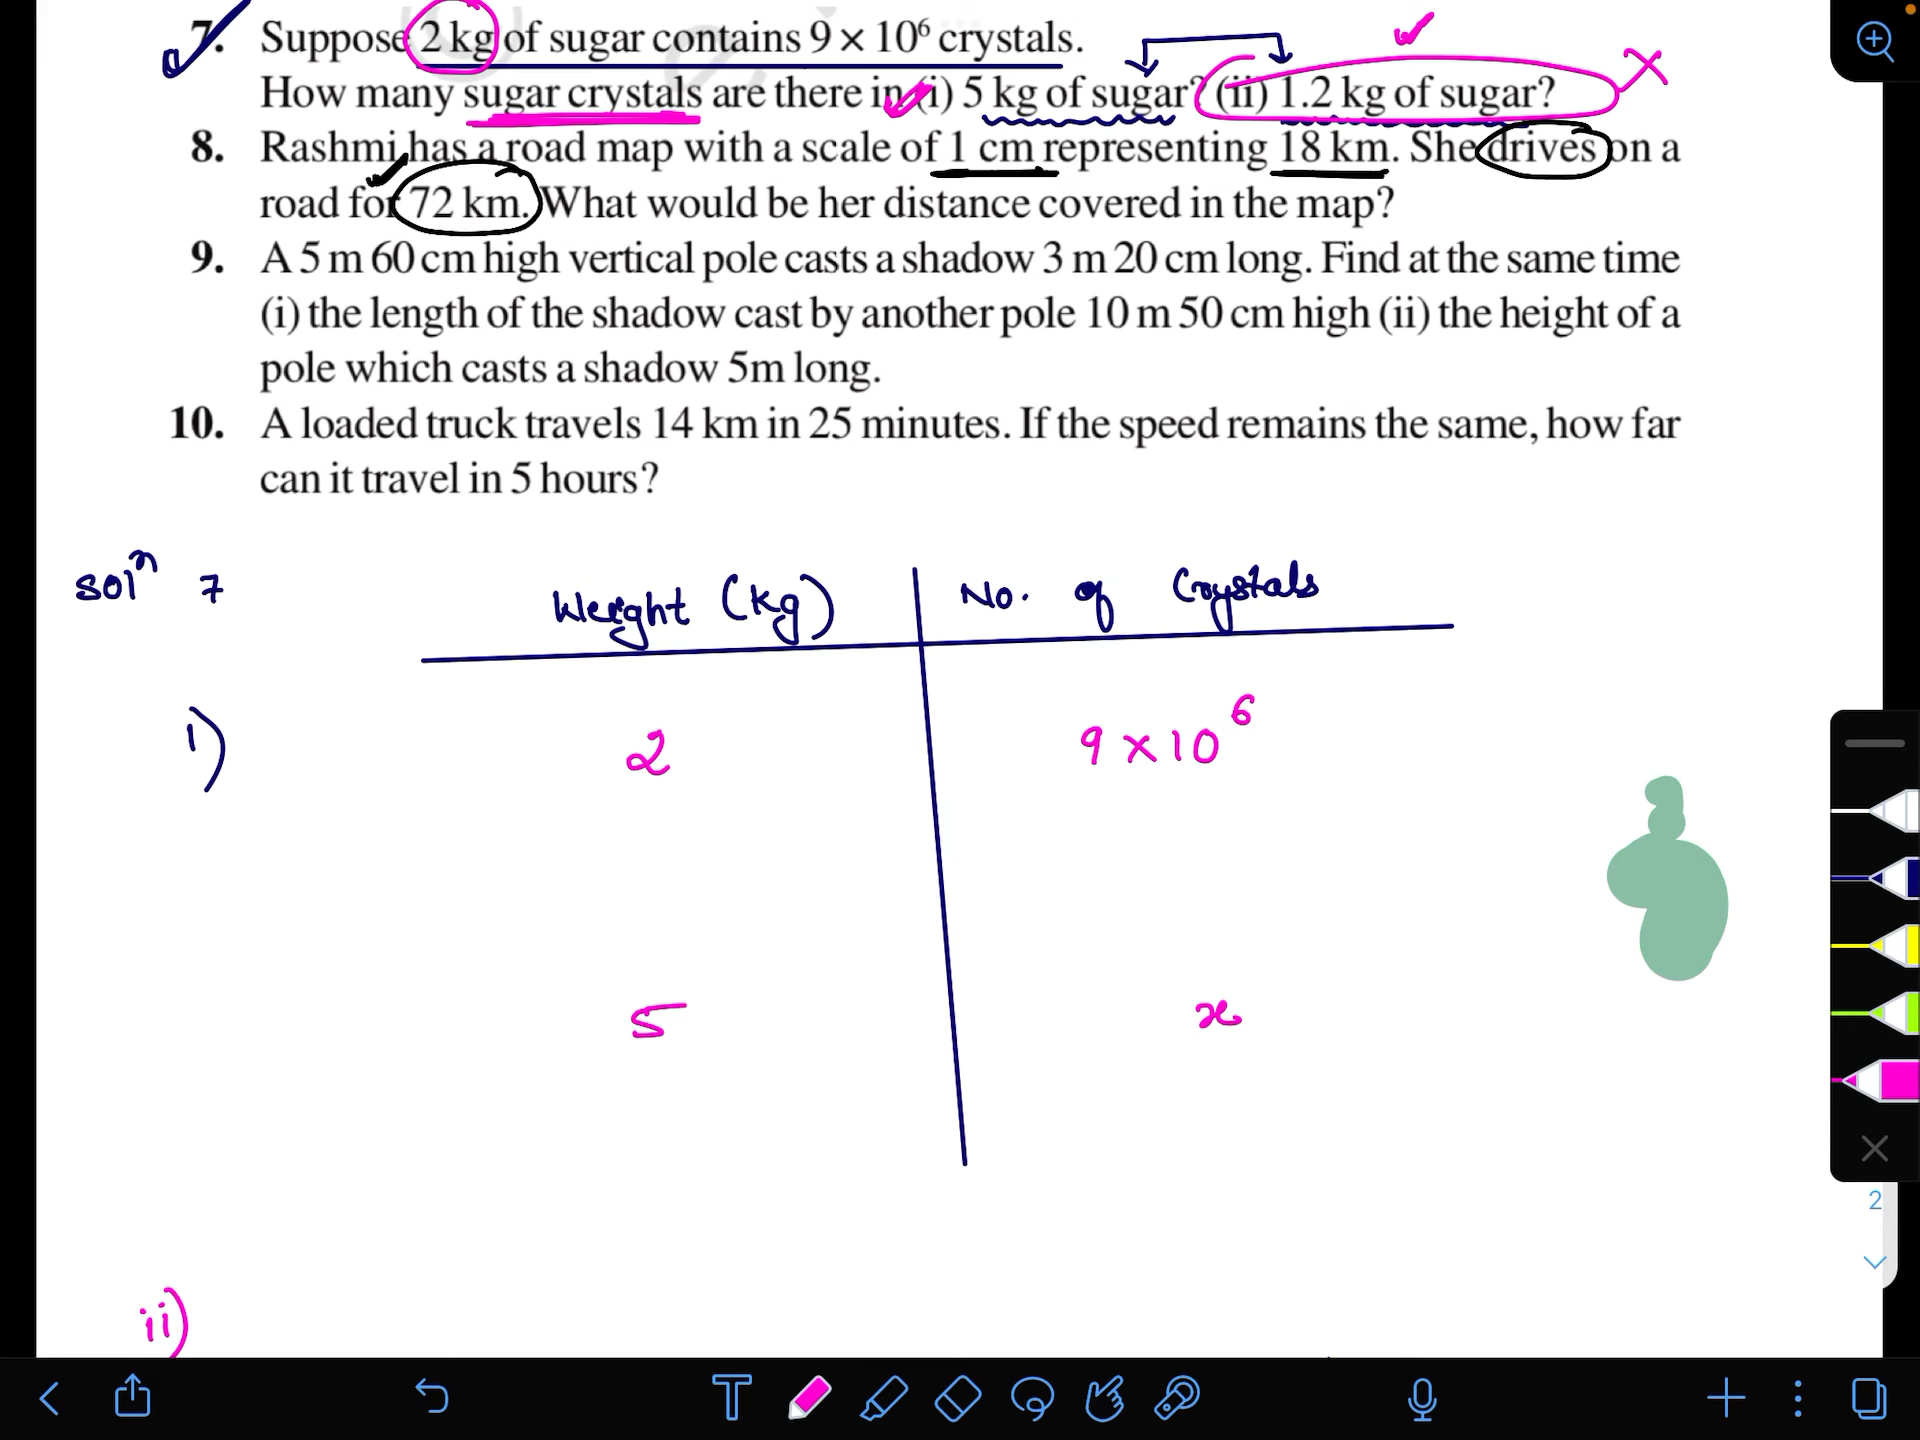 7. Suppose 2 kg of sugar contains 9 × 10⁶ crystals.
How many sugar crystals are there in (i) 5 kg of sugar? (ii) 1.2 kg of sugar?
8. Rashmi has a road map with a scale of 1 cm representing 18 km. She drives on a
road for 72 km. What would be her distance covered in the map?
9. A 5 m 60 cm high vertical pole casts a shadow 3 m 20 cm long. Find at the same time
(i) the length of the shadow cast by another pole 10 m 50 cm high (ii) the height of a
pole which casts a shadow 5m long.
10. A loaded truck travels 14 km in 25 minutes. If the speed remains the same, how far
can it travel in 5 hours?
Solⁿ 7 Weight (kg) No. of Crystals
i) 2 9 × 10⁶
5 x
ii)
2